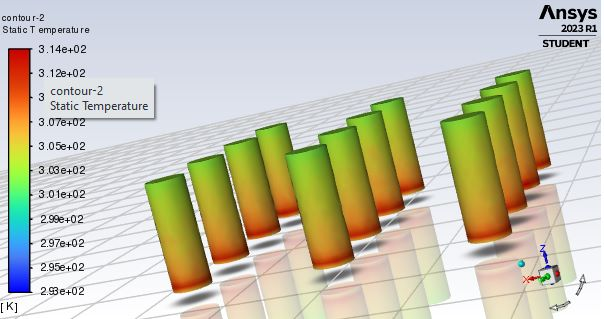 contour-2
Static T emperature
3.14e+02
3.12e+02
3
3.07e+02
3.05e+02
3.03e+02
3.01e+02
2.99e+02
2.97e+02
2.95e+02
2.93e+02
[ K]
contour-2
Static Temperature
Ansys
2023 R1
STUDENT
Z
X